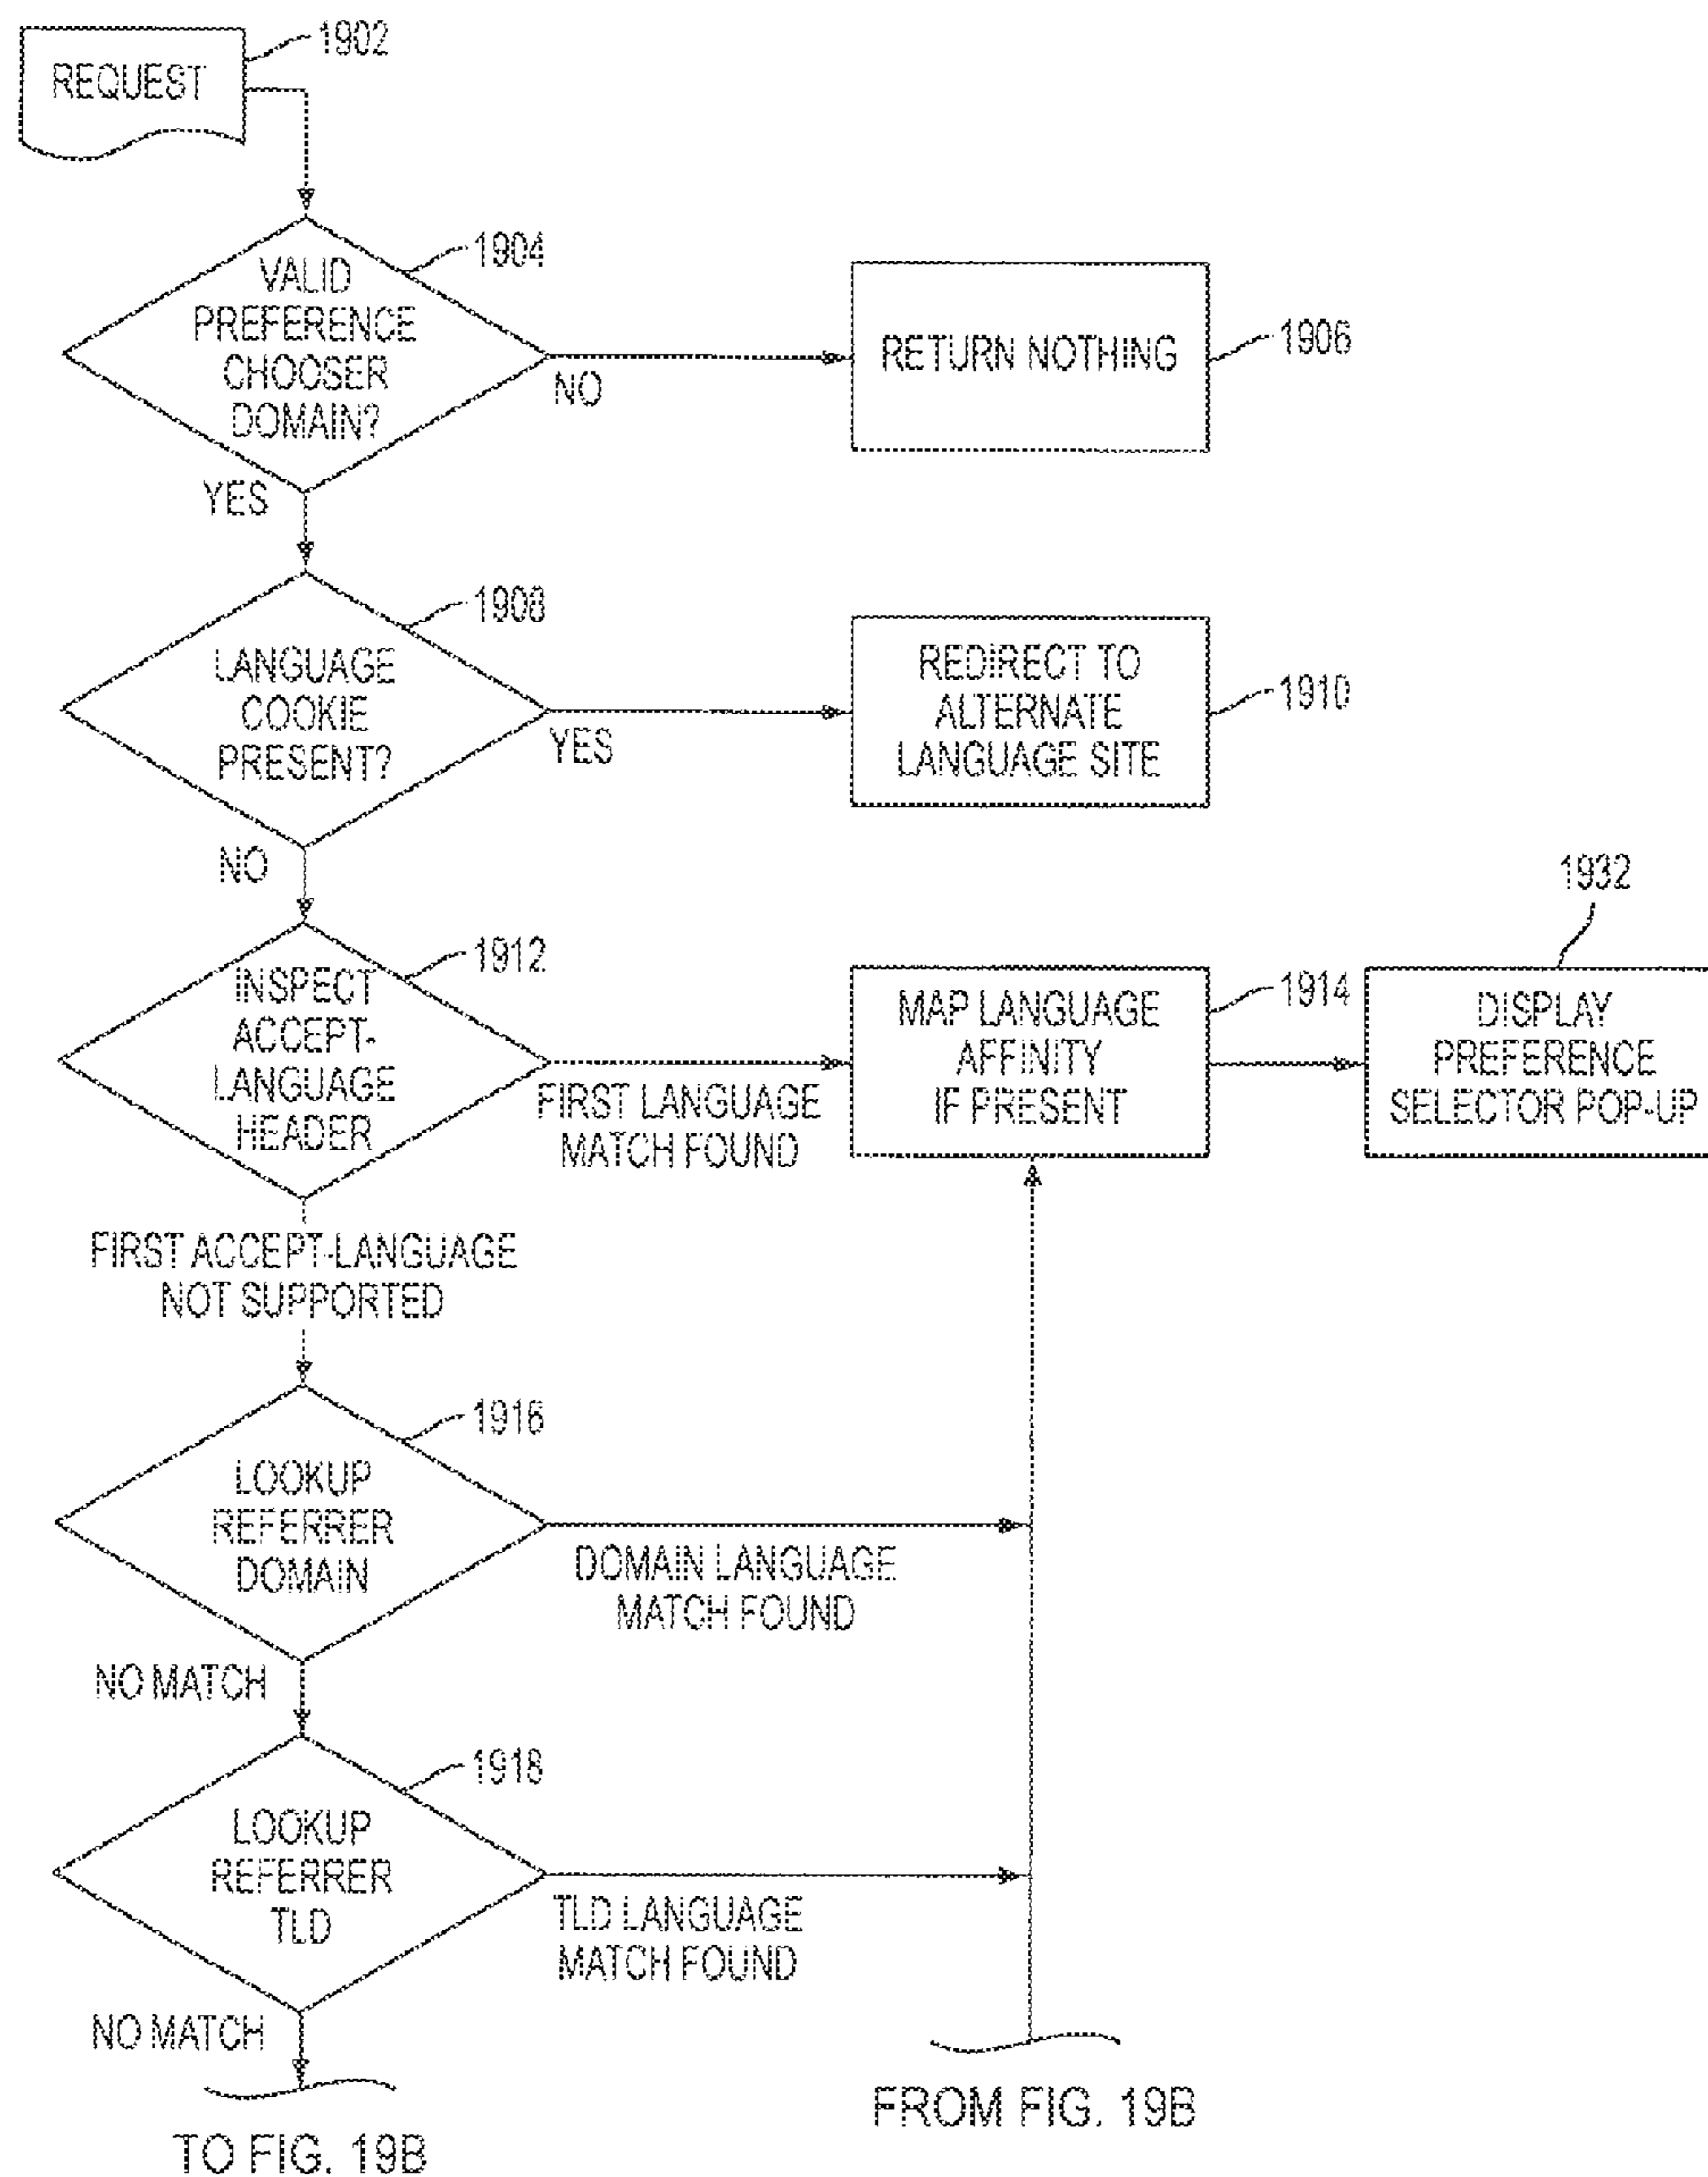 REQUEST
1902
VALID
PREFERENCE
CHOOSER
DOMAIN?
1904
NO
YES
RETURN NOTHING
1906
LANGUAGE
COOKIE
PRESENT?
1908
YES
NO
REDIRECT TO
ALTERNATE
LANGUAGE SITE
1910
INSPECT
ACCEPT-
LANGUAGE
HEADER
1912
FIRST LANGUAGE
MATCH FOUND
MAP LANGUAGE
AFFINITY
IF PRESENT
1914
1932
DISPLAY
PREFERENCE
SELECTOR POP-UP
FIRST ACCEPT-LANGUAGE
NOT SUPPORTED
LOOKUP
REFERRER
DOMAIN
1916
DOMAIN LANGUAGE
MATCH FOUND
NO MATCH
LOOKUP
REFERRER
TLD
1918
TLD LANGUAGE
MATCH FOUND
NO MATCH
TO FIG. 19B
FROM FIG. 19B